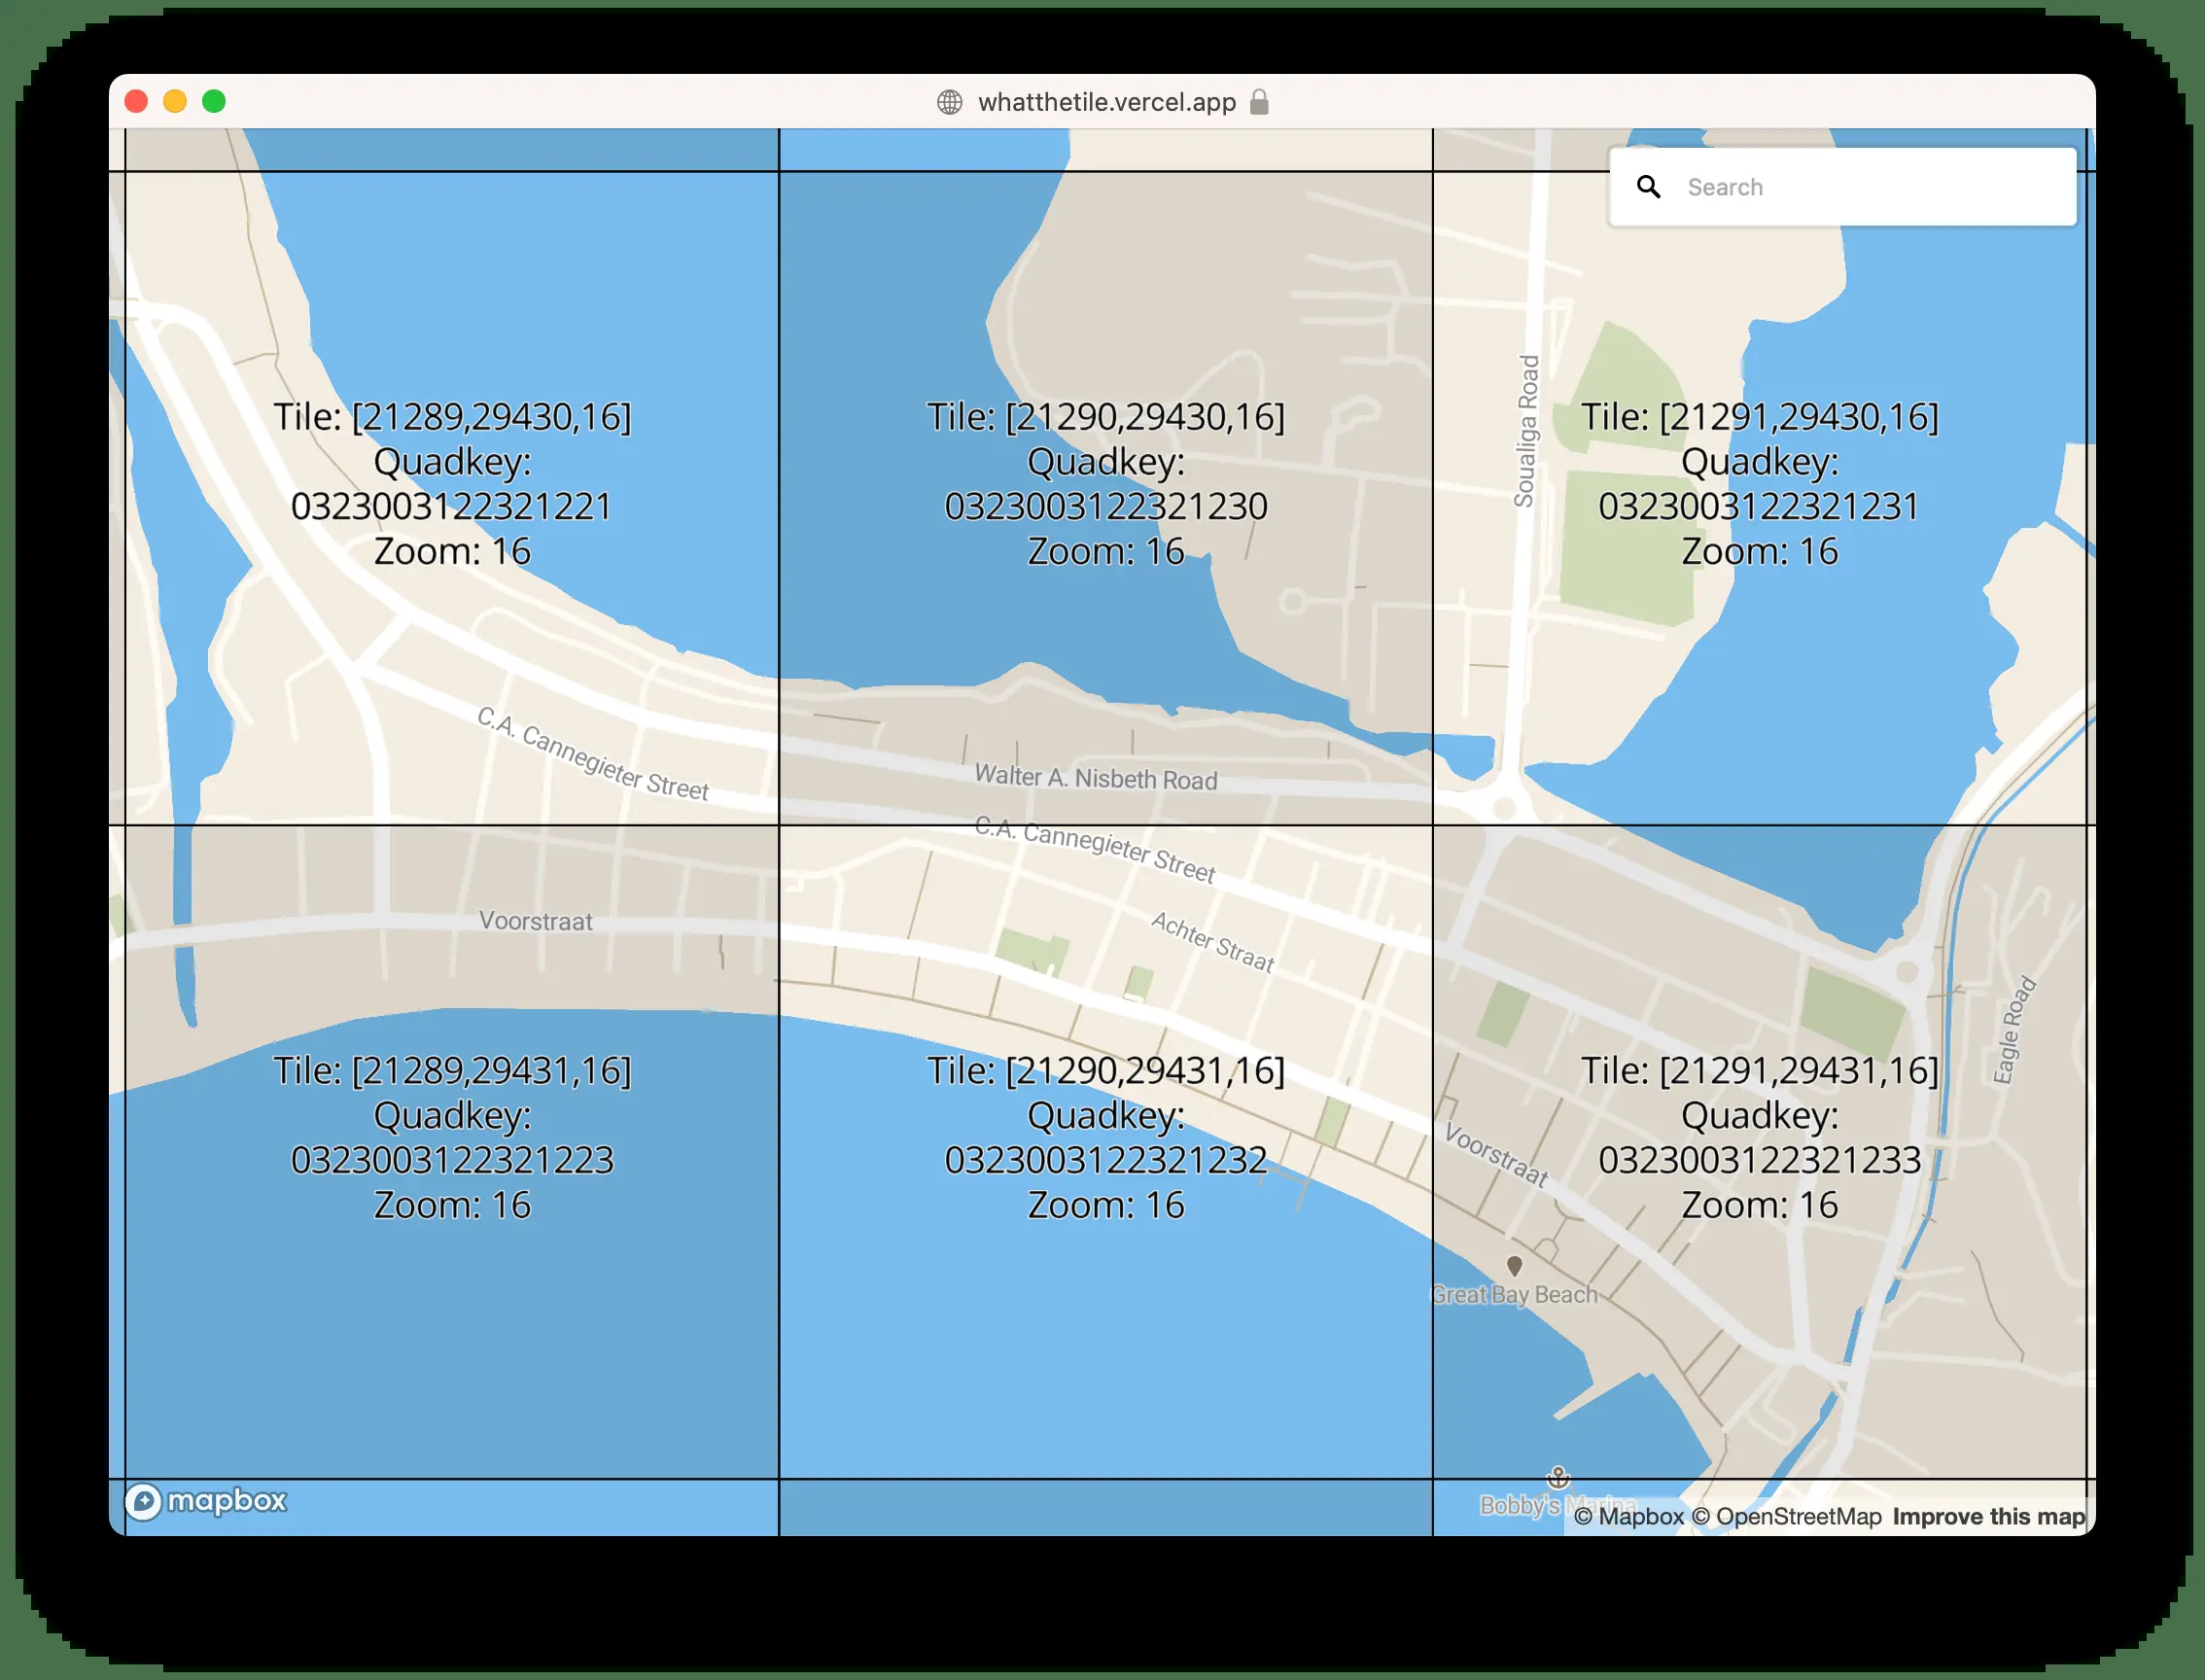 whatthetile.vercel.app
Search
Tile: [21289,29430,16]
Quadkey:
0323003122321221
Zoom: 16
Tile: [21290,29430,16]
Quadkey:
0323003122321230
Zoom: 16
Tile: [21291,29430,16]
Quadkey:
0323003122321231
Zoom: 16
Soualiga Road
C.A. Cannegieter Street
Walter A. Nisbeth Road
C.A. Cannegieter Street
Achter Straat
Voorstraat
Eagle Road
Tile: [21289,29431,16]
Quadkey:
0323003122321223
Zoom: 16
Tile: [21290,29431,16]
Quadkey:
0323003122321232
Zoom: 16
Tile: [21291,29431,16]
Quadkey:
0323003122321233
Zoom: 16
Voorstraat
Great Bay Beach
Bobby's Marina
mapbox
© Mapbox © OpenStreetMap Improve this map